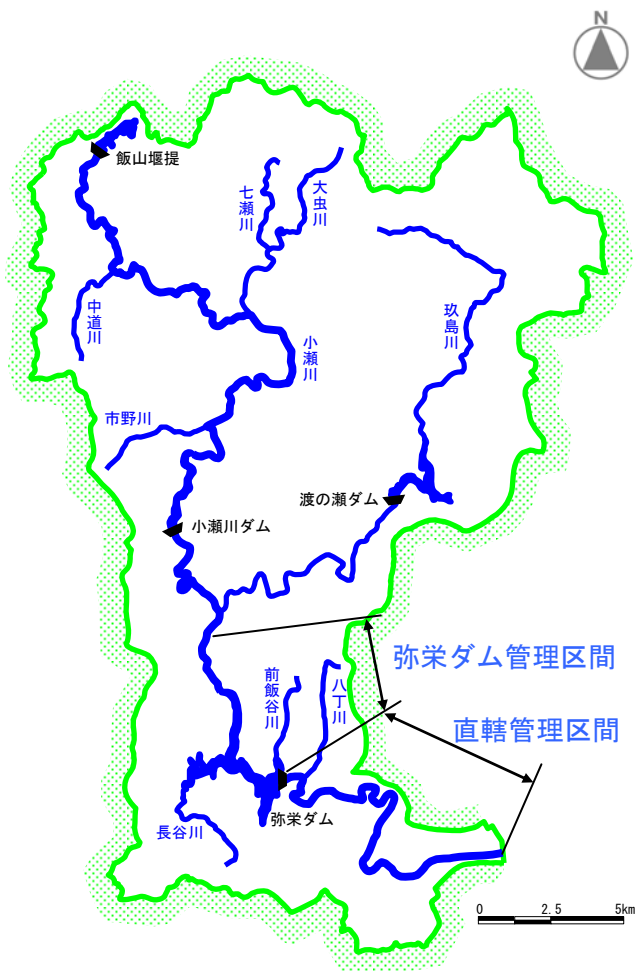 N
飯山堰提
七瀬川
大虫川
中道川
小瀬川
玖島川
市野川
渡の瀬ダム
小瀬川ダム
弥栄ダム管理区間
前飯谷川
八丁川
直轄管理区間
弥栄ダム
長谷川
0 2.5 5km